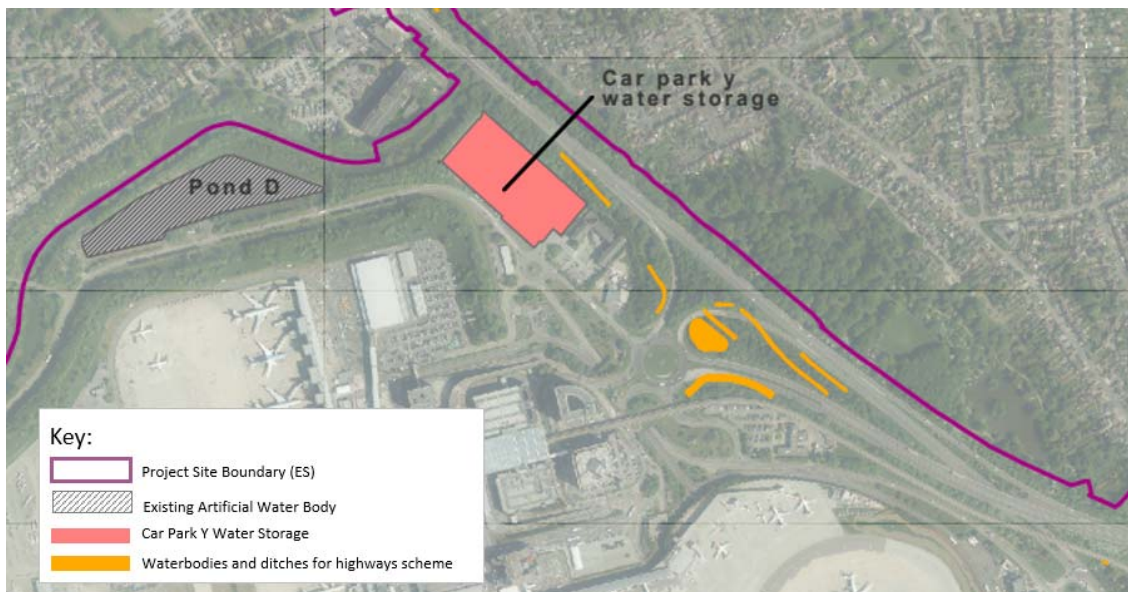 Car park y
water storage
Pond D
Key:
Project Site Boundary (ES)
Existing Artificial Water Body
Car Park Y Water Storage
Waterbodies and ditches for highways scheme